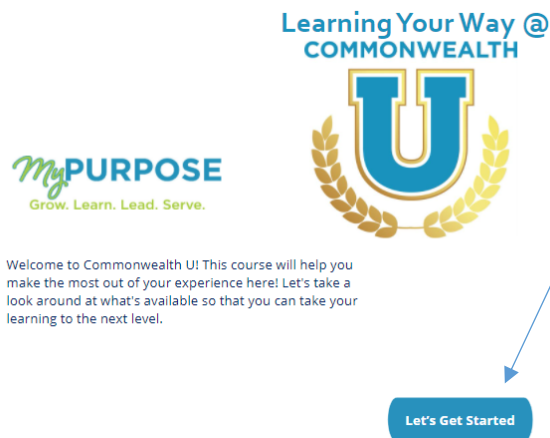 Learning Your Way @
COMMONWEALTH
U
MyPURPOSE
Grow. Learn. Lead. Serve.
Welcome to Commonwealth U! This course will help you
make the most out of your experience here! Let's take a
look around at what's available so that you can take your
learning to the next level.
Let's Get Started